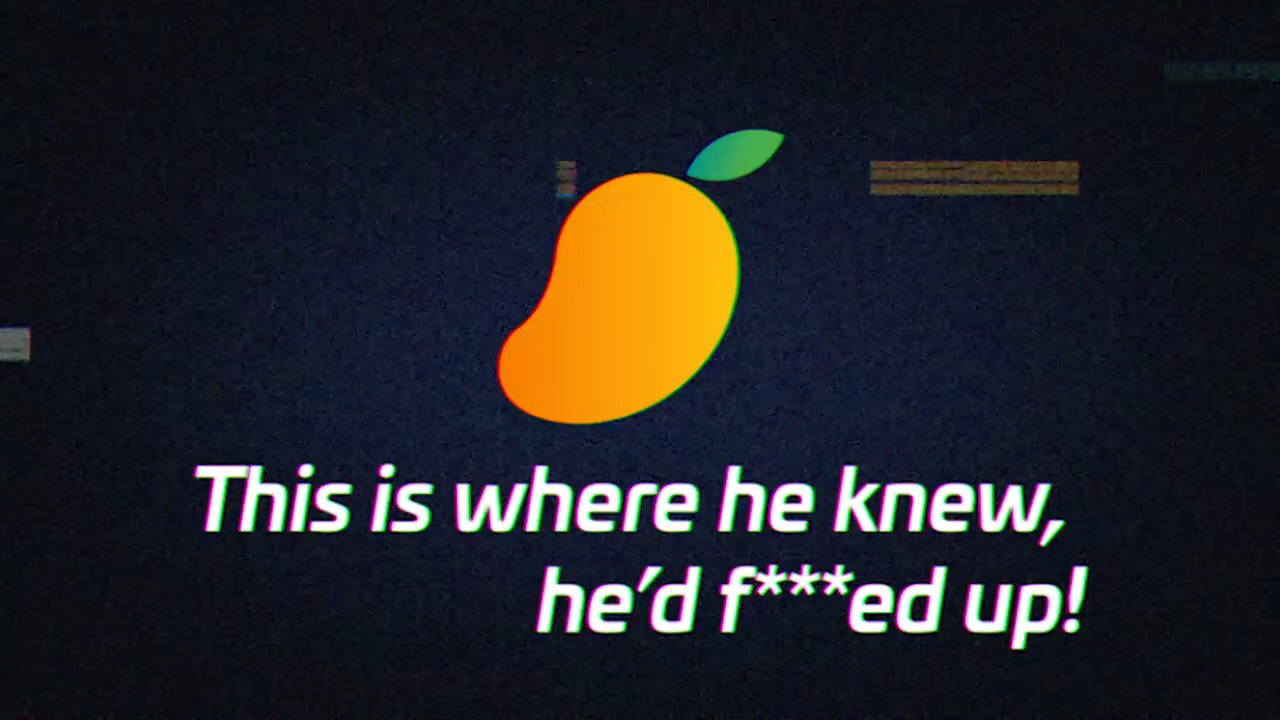 This is where he knew,
he’d f***ed up!